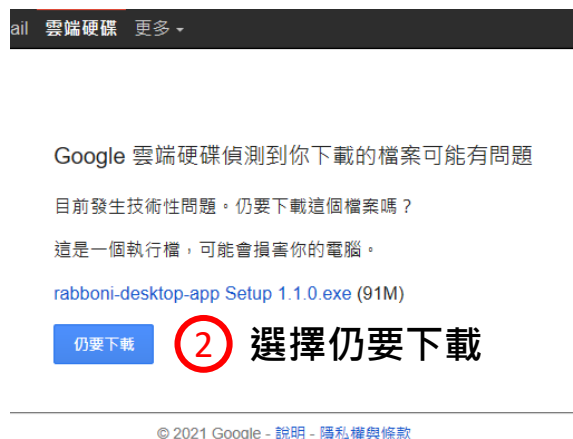 ail 雲端硬碟 更多
Google 雲端硬碟偵測到你下載的檔案可能有問題
目前發生技術性問題。仍要下載這個檔案嗎？
這是一個執行檔，可能會損害你的電腦。
rabboni-desktop-app Setup 1.1.0.exe (91M)
仍要下載 2 選擇仍要下載
© 2021 Google - 說明 - 隱私權與條款